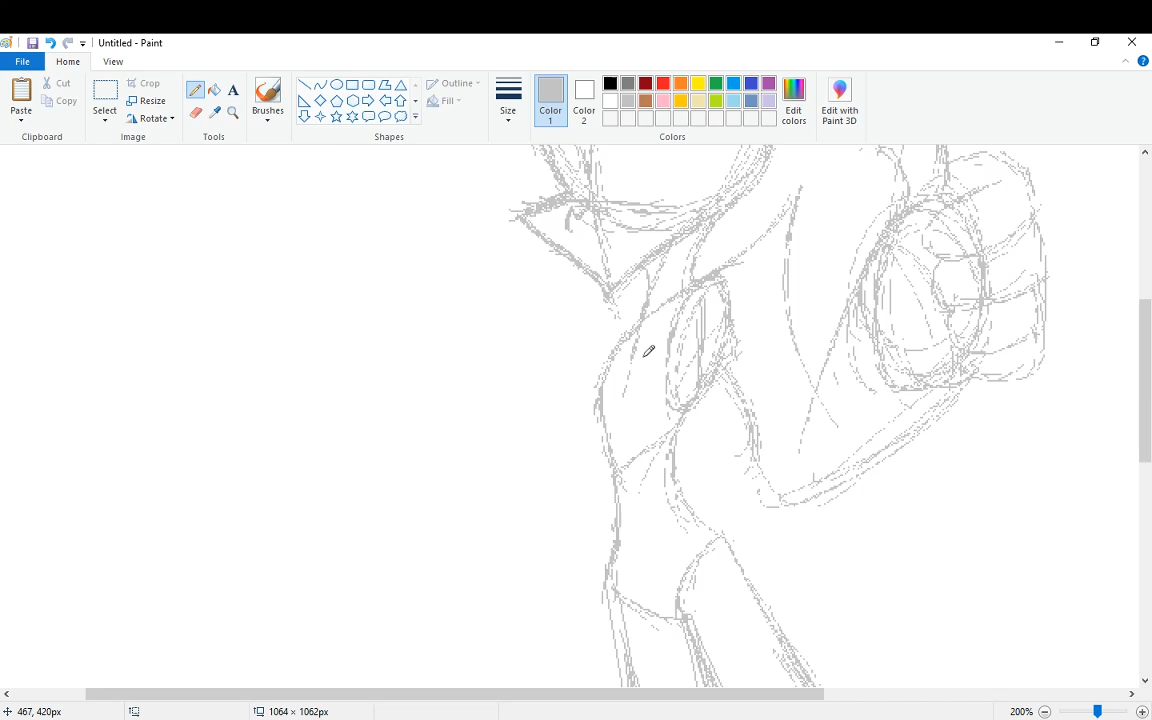 Untitled - Paint
File Home View
Paste
Cut
Copy
Clipboard
Select
Crop
Resize
Rotate
Image
Tools
Brushes
Shapes
Outline
Fill
Size
Color
1
Color
2
Edit
colors
Colors
Edit with
Paint 3D
467, 420px
1064 × 1062px
200%